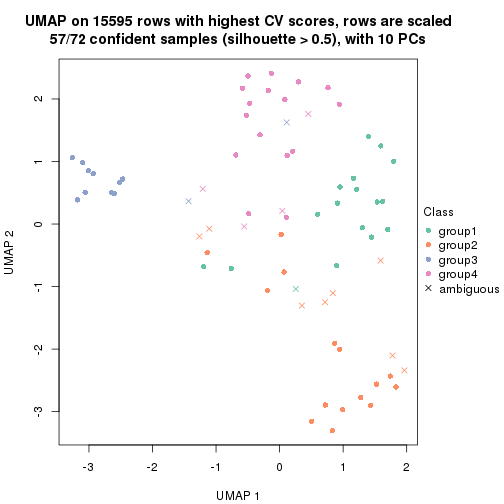 UMAP on 15595 rows with highest CV scores, rows are scaled
57/72 confident samples (silhouette > 0.5), with 10 PCs
2
1
0
-1
-2
-3
UMAP 2
-3 -2 -1 0 1 2
UMAP 1
Class
group1
group2
group3
group4
ambiguous